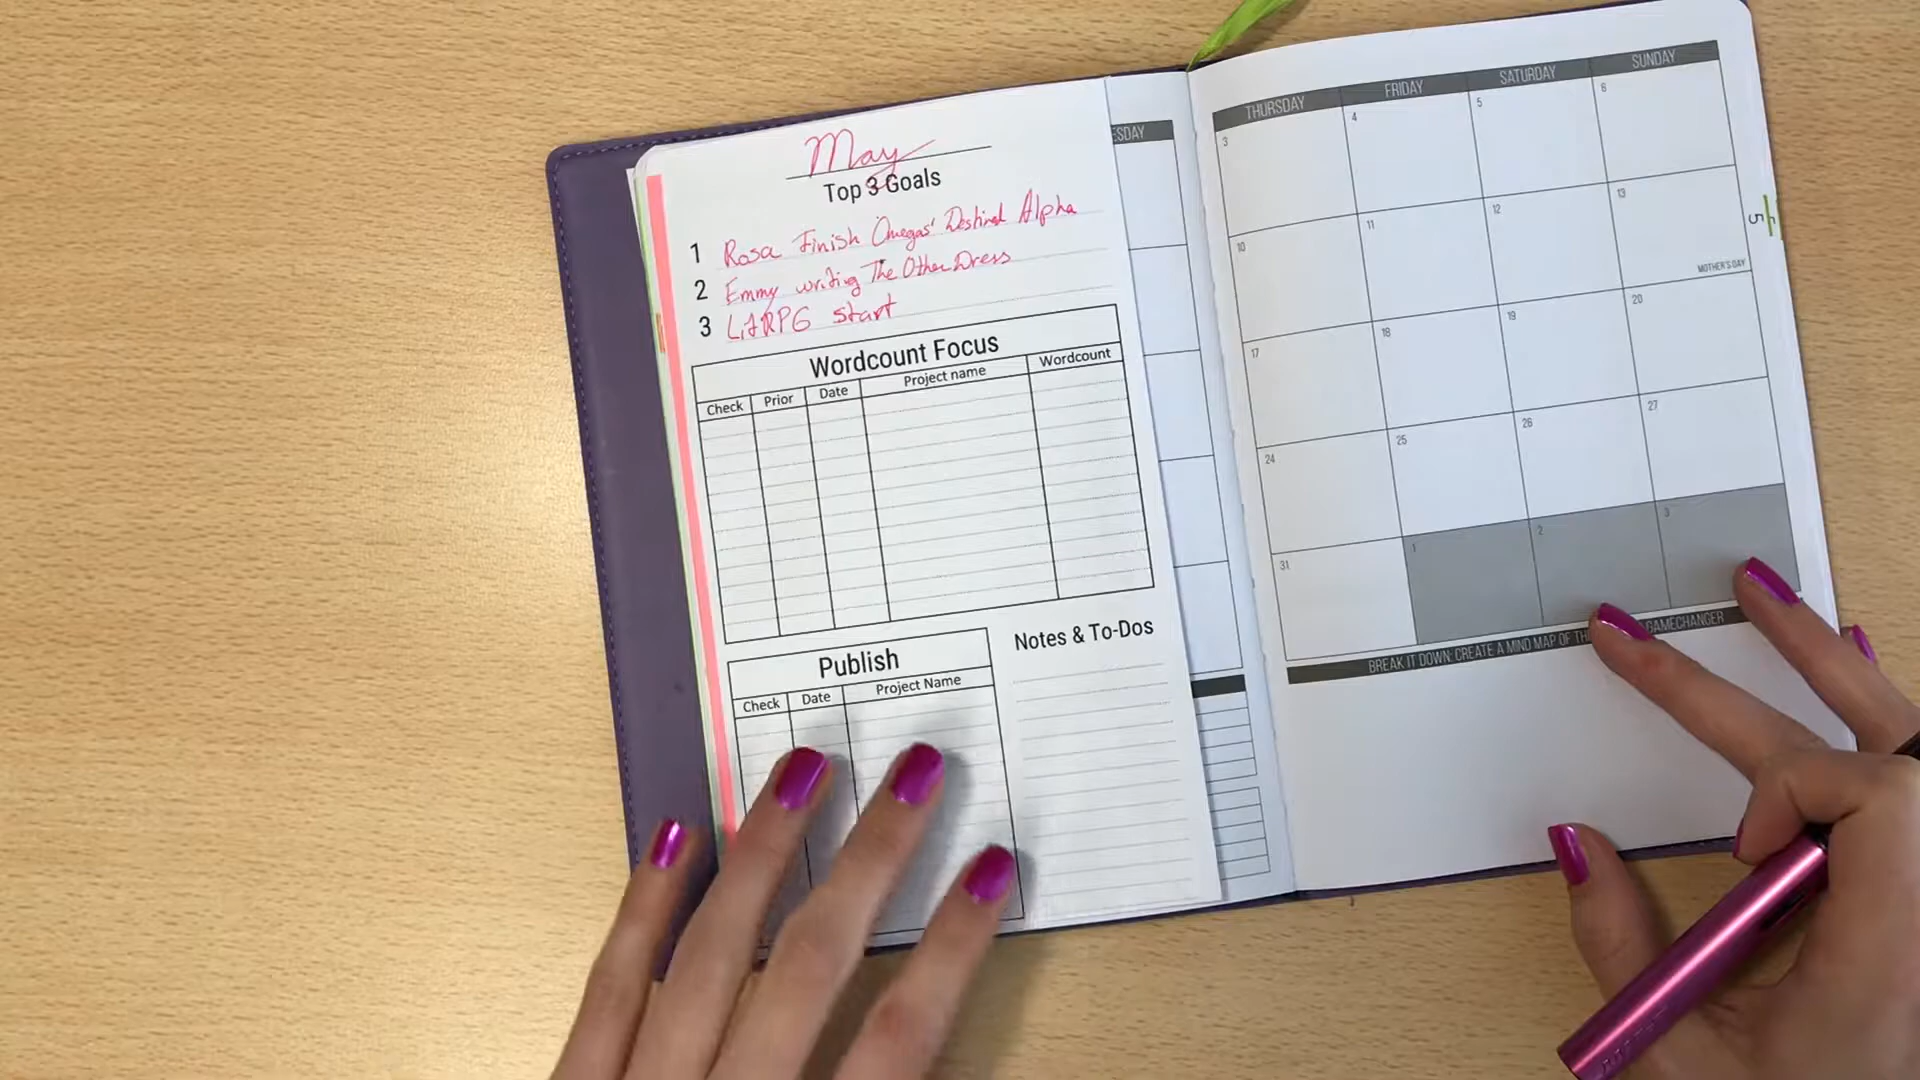 May
Top 3 Goals
1 Rosa Finish Omegas' Destined Alpha
2 Emmy writing The Other Dress
3 LitRPG start
Wordcount Focus
Check Prior Date Project name Wordcount
Publish
Check Date Project Name
Notes & To-Dos
ESDAY
THURSDAY FRIDAY SATURDAY SUNDAY
3 4 5 6
10 11 12 13
MOTHER'S DAY
17 18 19 20
24 25 26 27
31 1 2 3
BREAK IT DOWN: CREATE A MIND MAP OF GAMECHANGER
5